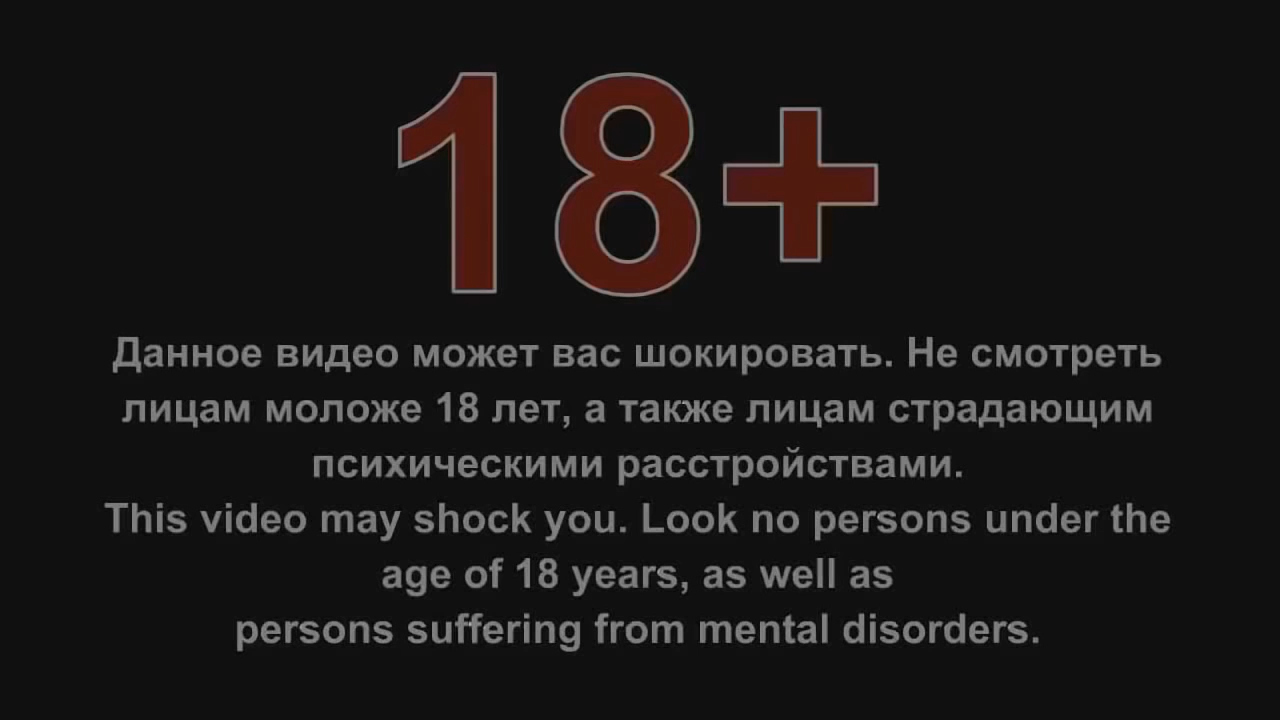 18+
Данное видео может вас шокировать. Не смотреть
лицам моложе 18 лет, а также лицам страдающим
психическими расстройствами.
This video may shock you. Look no persons under the
age of 18 years, as well as
persons suffering from mental disorders.